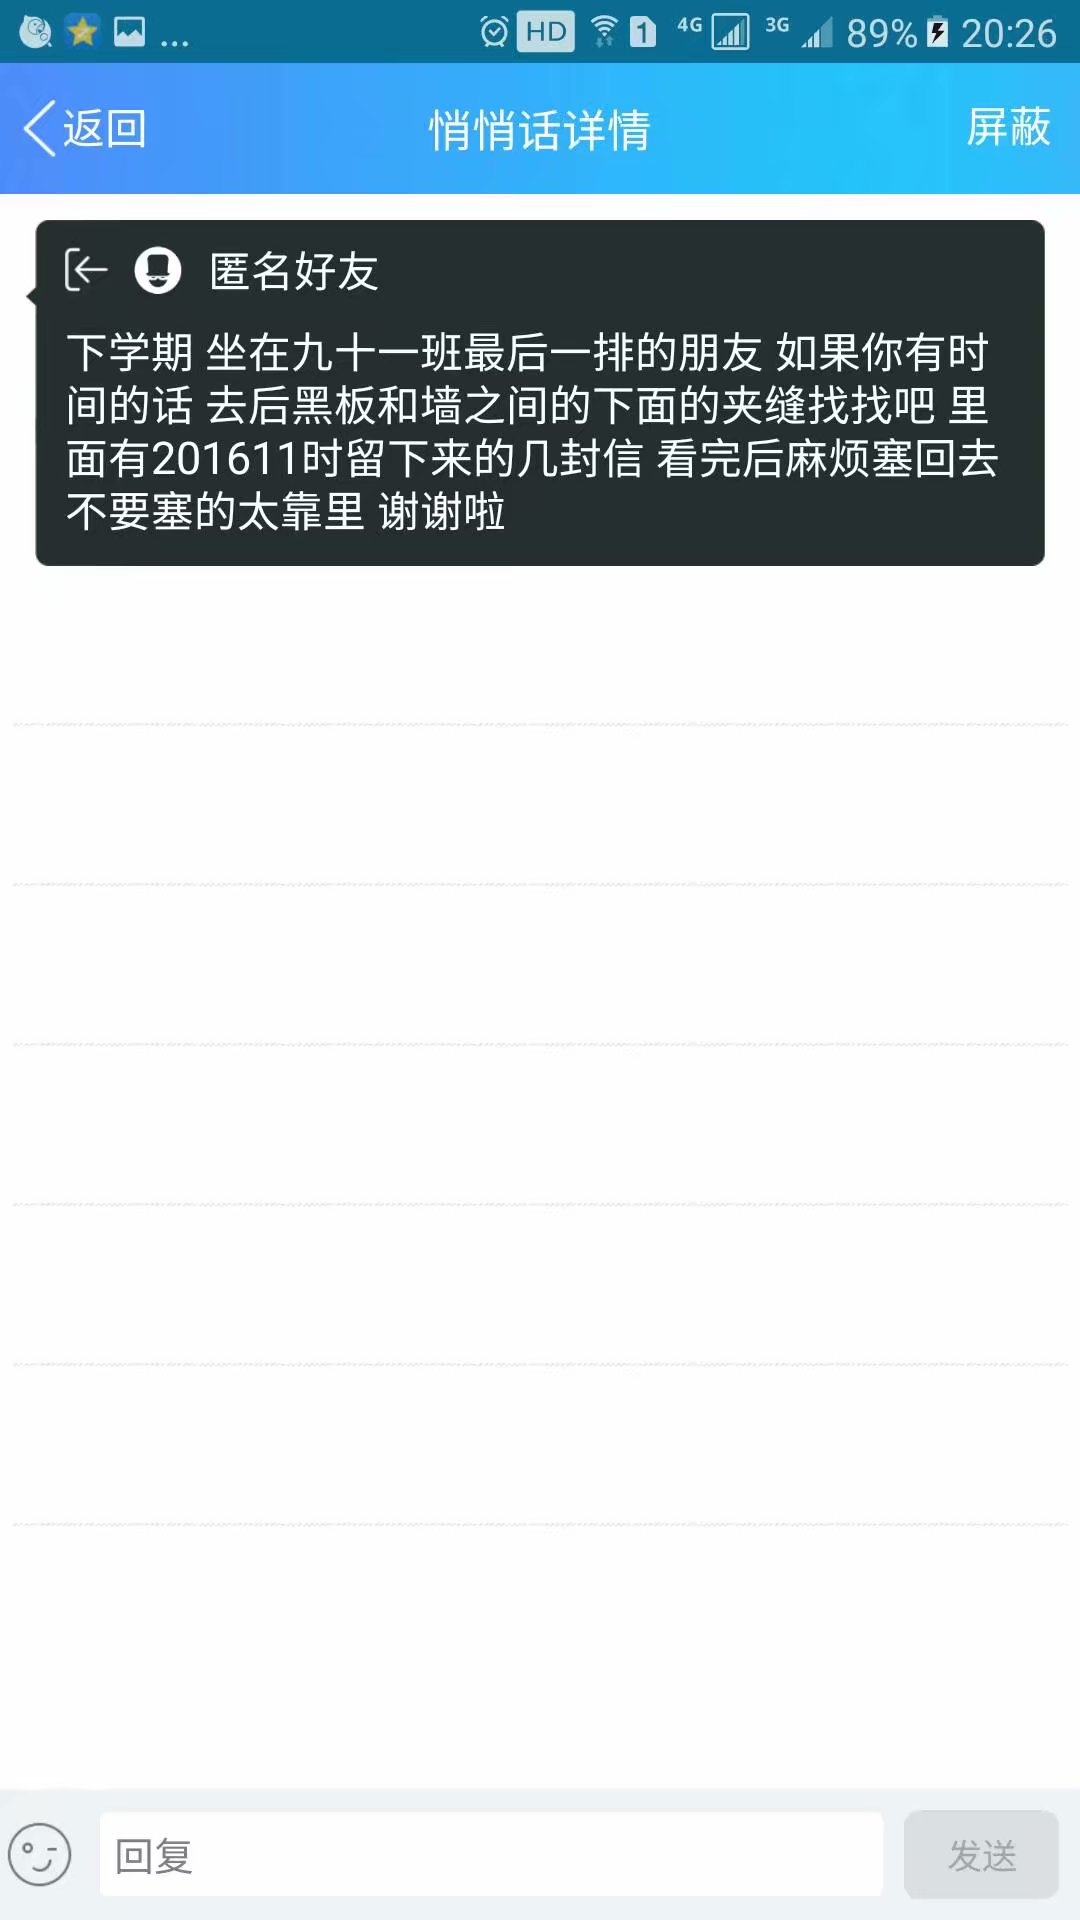 ... HD 1 4G 3G 89% 20:26
返回 悄悄话详情 屏蔽
匿名好友
下学期 坐在九十一班最后一排的朋友 如果你有时
间的话 去后黑板和墙之间的下面的夹缝找找吧 里
面有201611时留下来的几封信 看完后麻烦塞回去
不要塞的太靠里 谢谢啦
回复 发送